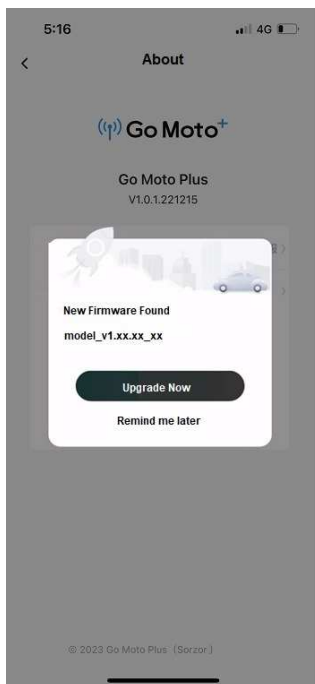 5:16
4G
About
Go Moto+
Go Moto Plus
V1.0.1.221215
New Firmware Found
model_v1.xx.xx_xx
Upgrade Now
Remind me later
© 2023 Go Moto Plus (Sorzor.)